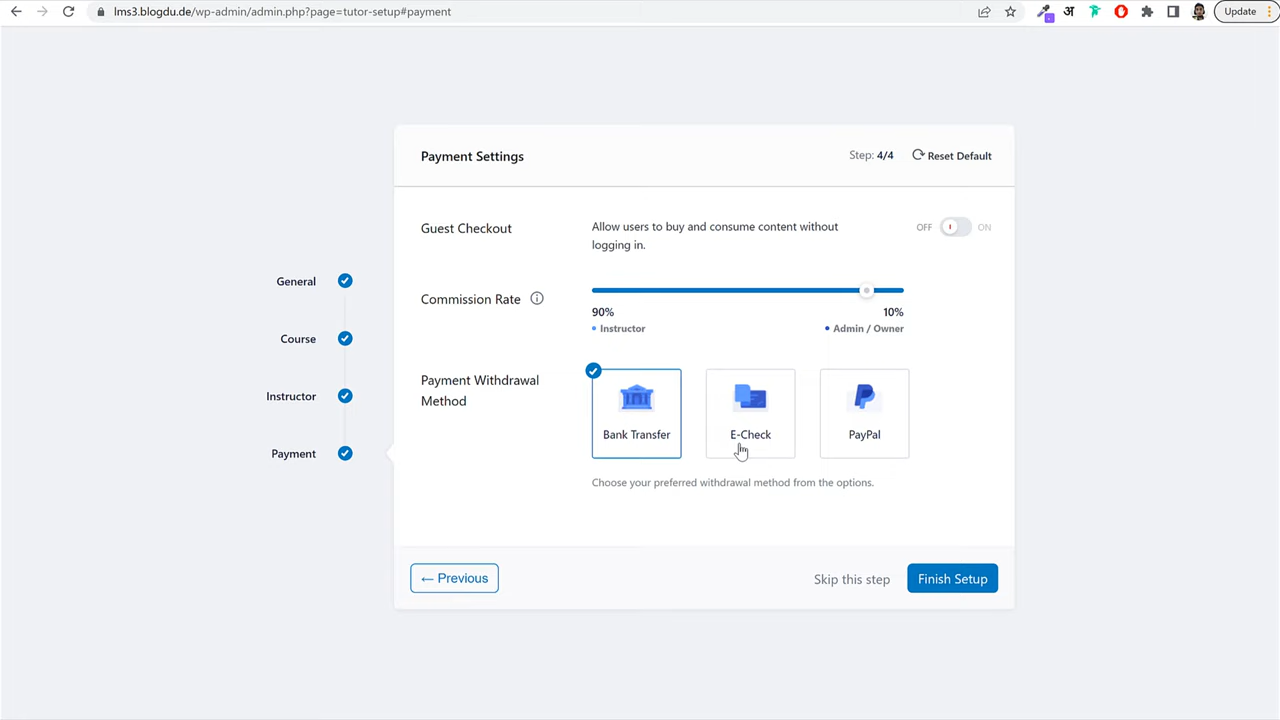 lms3.blogdu.de/wp-admin/admin.php?page=tutor-setup#payment
अ
Update
Payment Settings
Step: 4/4
Reset Default
Guest Checkout
Allow users to buy and consume content without
logging in.
OFF
ON
General
Commission Rate
90%
10%
Instructor
Admin / Owner
Course
Payment Withdrawal
Method
Instructor
Bank Transfer
E-Check
PayPal
Payment
Choose your preferred withdrawal method from the options.
← Previous
Skip this step
Finish Setup